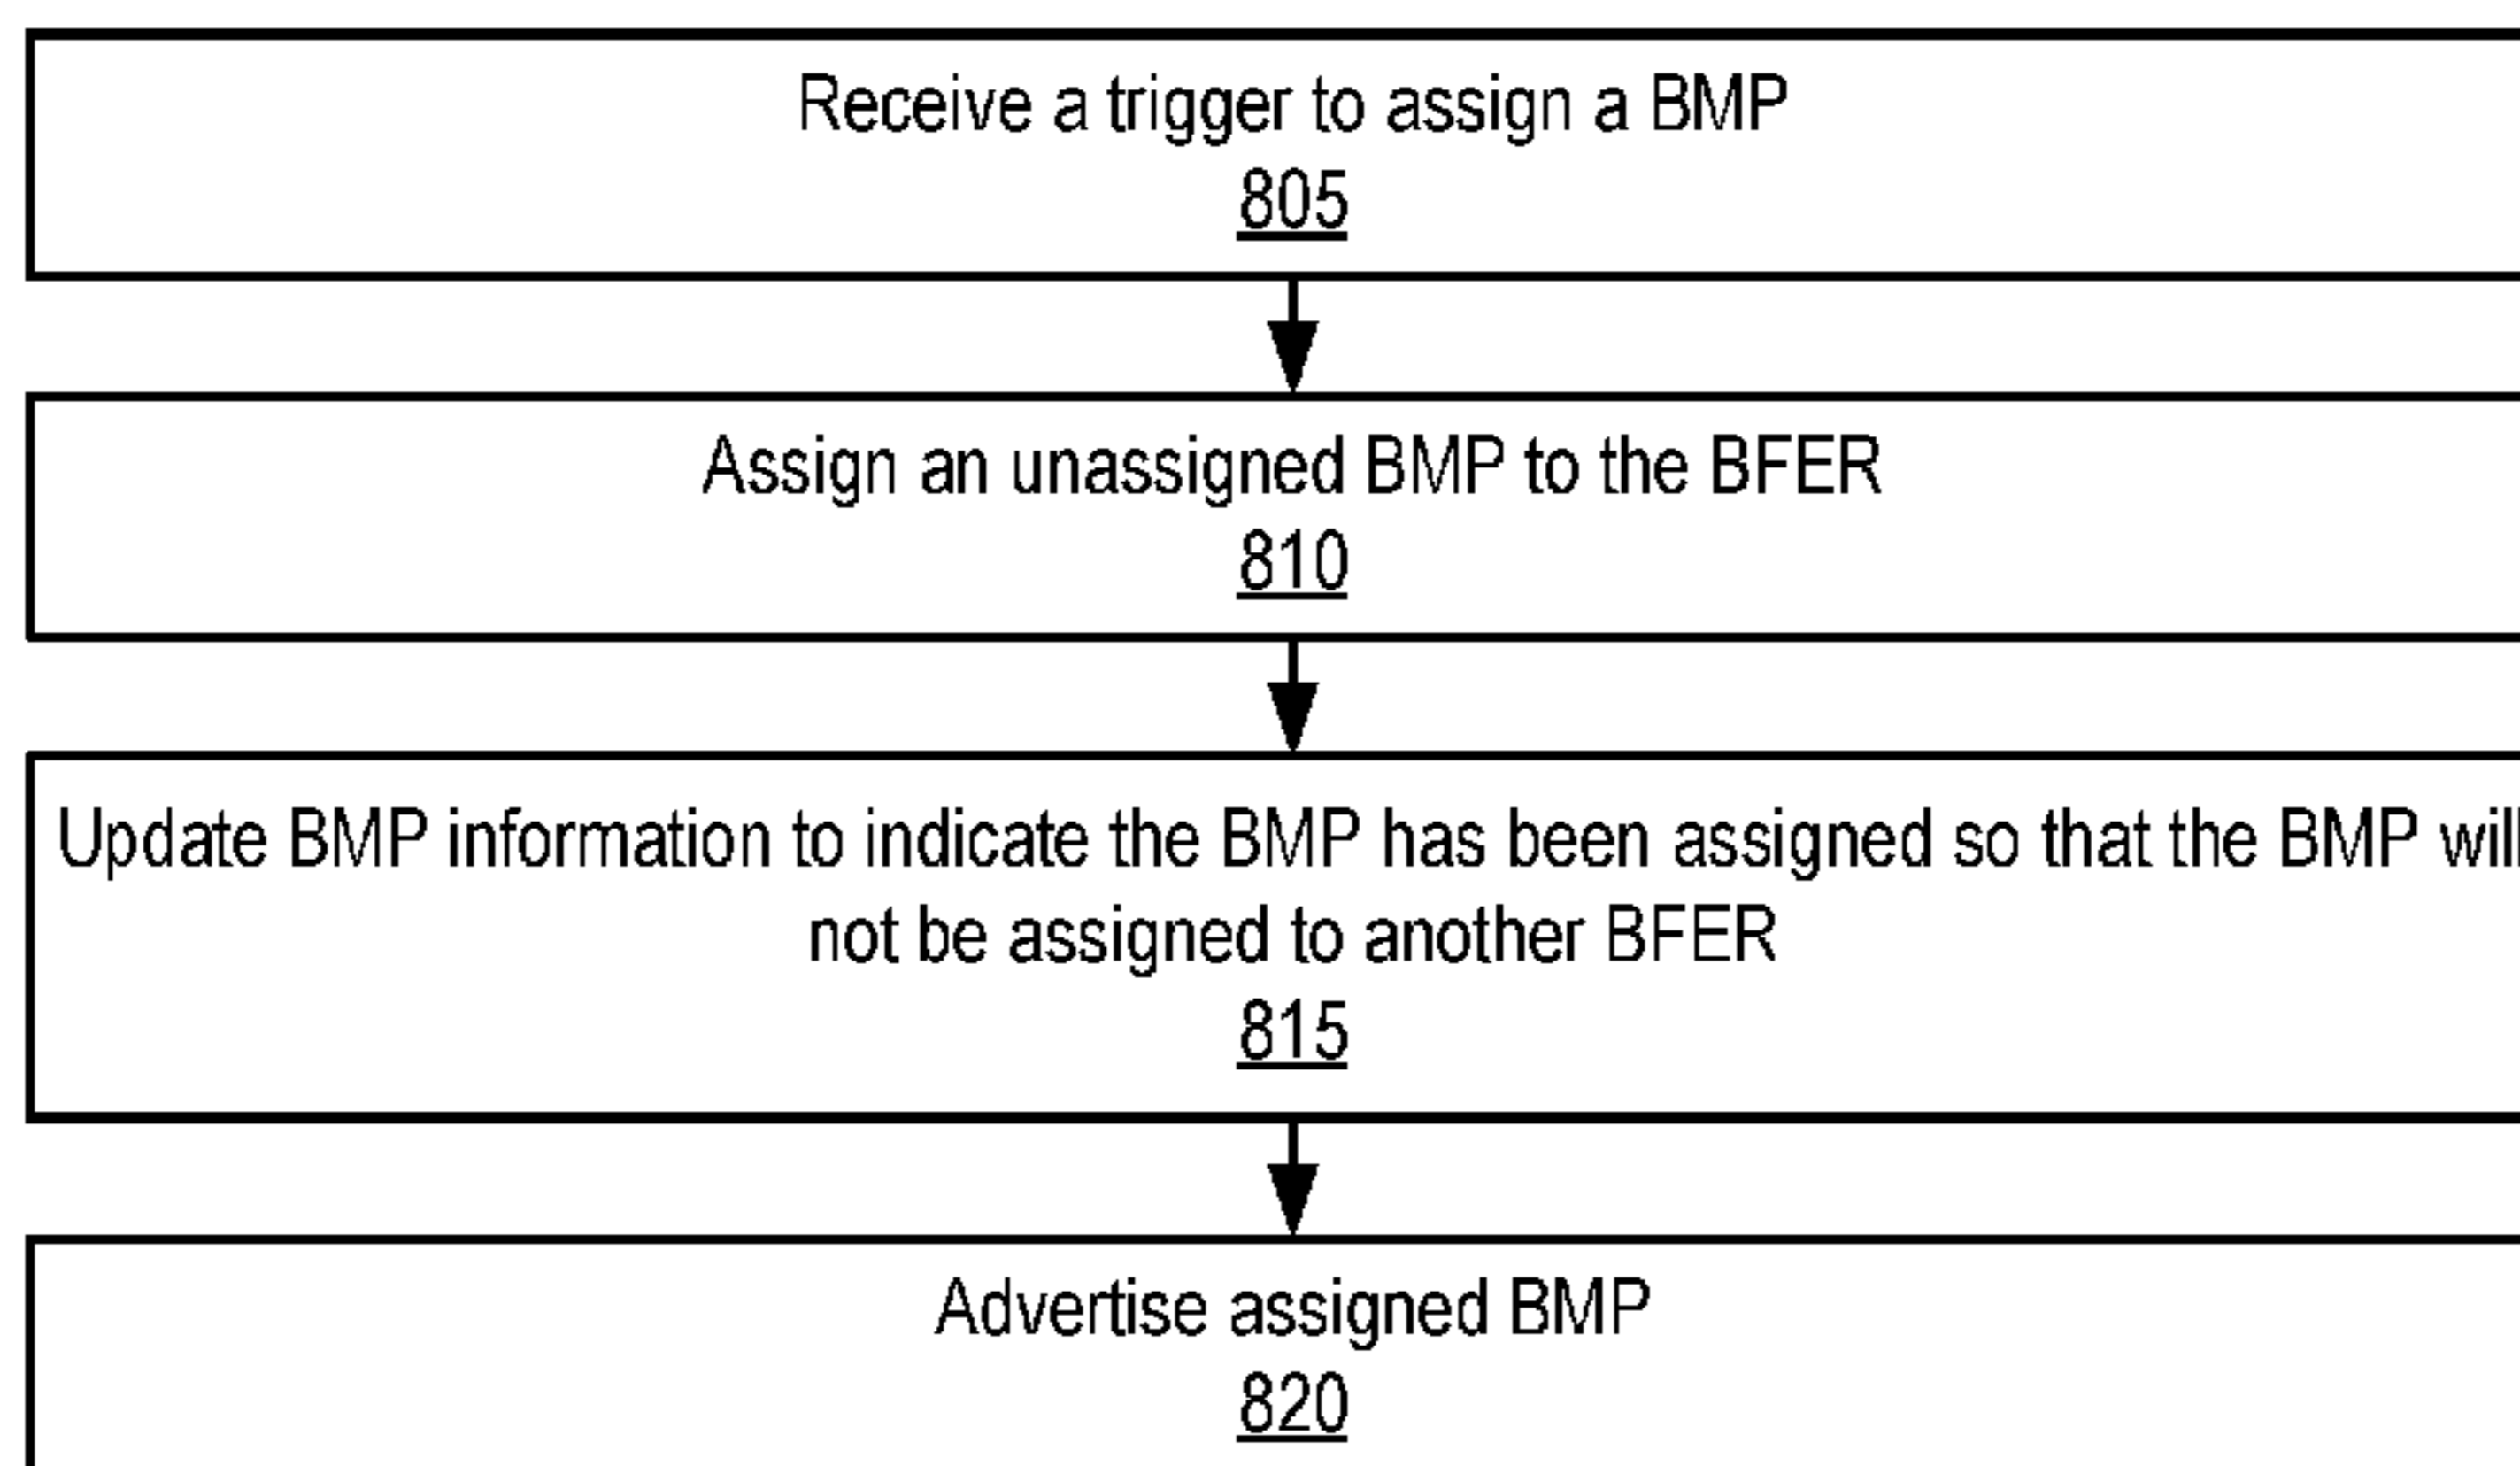 Receive a trigger to assign a BMP
805
Assign an unassigned BMP to the BFER
810
Update BMP information to indicate the BMP has been assigned so that the BMP will
not be assigned to another BFER
815
Advertise assigned BMP
820